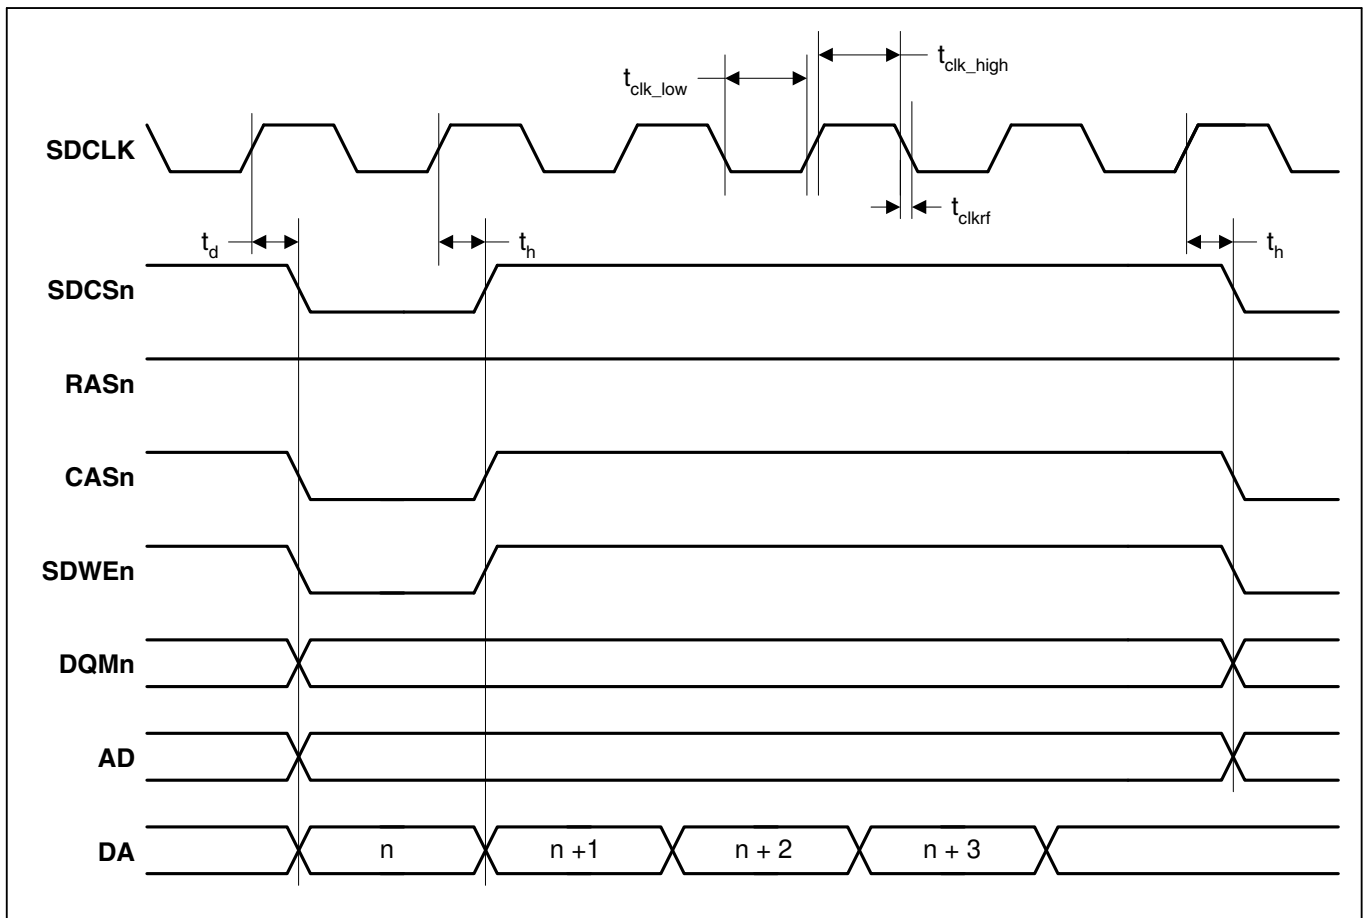 t_clk_high
t_clk_low
SDCLK
t_clkrf
t_d
t_h
t_h
SDCSn
RASn
CASn
SDWEn
DQMn
AD
DA
n
n +1
n + 2
n + 3